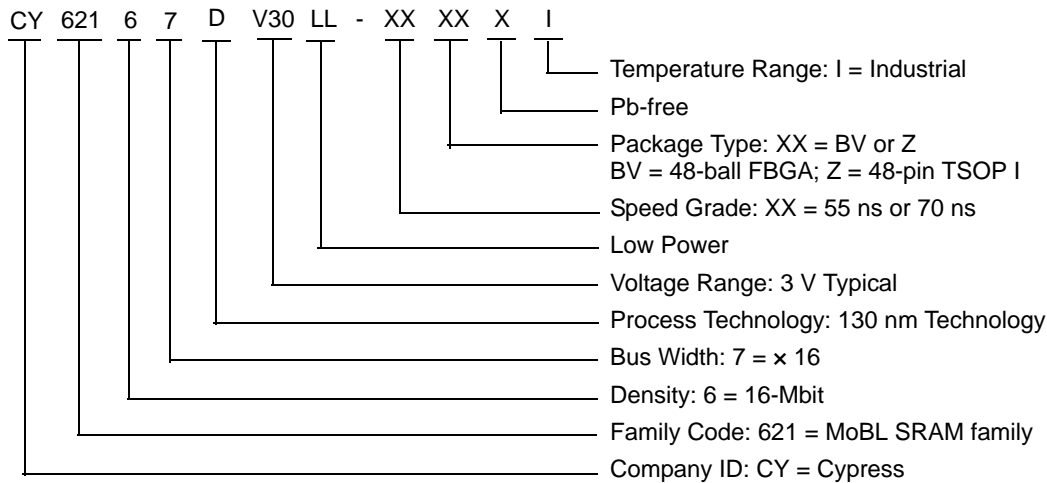 CY 621 6 7 D V30 LL - XX XX X I
Temperature Range: I = Industrial
Pb-free
Package Type: XX = BV or Z
BV = 48-ball FBGA; Z = 48-pin TSOP I
Speed Grade: XX = 55 ns or 70 ns
Low Power
Voltage Range: 3 V Typical
Process Technology: 130 nm Technology
Bus Width: 7 = × 16
Density: 6 = 16-Mbit
Family Code: 621 = MoBL SRAM family
Company ID: CY = Cypress